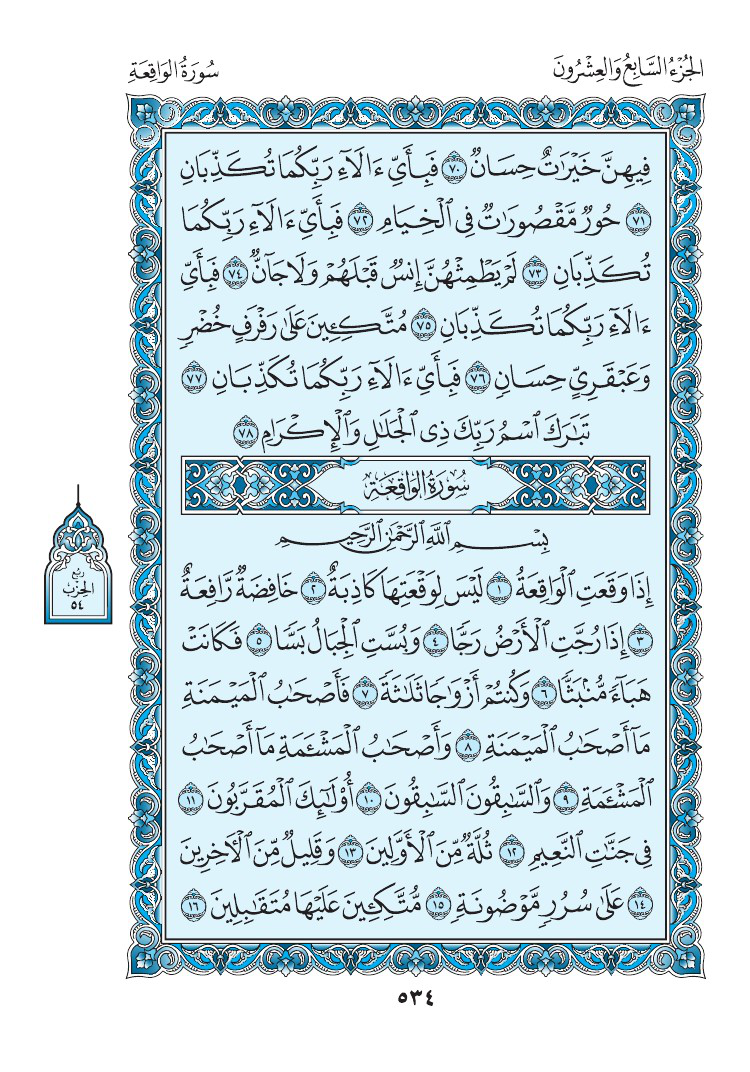 الجُزْءُ السَّابِعُ وَالعِشْرُونَ
سُورَةُ الوَاقِعَةِ
فِيهِنَّ خَيْرَٰتٌ حِسَانٌ ٧٠ فَبِأَيِّ ءَالَآءِ رَبِّكُمَا تُكَذِّبَانِ
٧١ حُورٌ مَّقْصُورَٰتٌ فِي ٱلْخِيَامِ ٧٢ فَبِأَيِّ ءَالَآءِ رَبِّكُمَا
تُكَذِّبَانِ ٧٣ لَمْ يَطْمِثْهُنَّ إِنسٌ قَبْلَهُمْ وَلَا جَآنٌّ ٧٤ فَبِأَيِّ
ءَالَآءِ رَبِّكُمَا تُكَذِّبَانِ ٧٥ مُتَّكِـِٔينَ عَلَىٰ رَفْرَفٍ خُضْرٍ
وَعَبْقَرِيٍّ حِسَانٍ ٧٦ فَبِأَيِّ ءَالَآءِ رَبِّكُمَا تُكَذِّبَانِ ٧٧
تَبَٰرَكَ ٱسْمُ رَبِّكَ ذِي ٱلْجَلَٰلِ وَٱلْإِكْرَامِ ٧٨
سُورَةُ الوَاقِعَةِ
بِسْمِ ٱللَّهِ ٱلرَّحْمَٰنِ ٱلرَّحِيمِ
إِذَا وَقَعَتِ ٱلْوَاقِعَةُ ١ لَيْسَ لِوَقْعَتِهَا كَاذِبَةٌ ٢ خَافِضَةٌ رَّافِعَةٌ
٣ إِذَا رُجَّتِ ٱلْأَرْضُ رَجًّا ٤ وَبُسَّتِ ٱلْجِبَالُ بَسًّا ٥ فَكَانَتْ
هَبَآءً مُّنۢبَثًّا ٦ وَكُنتُمْ أَزْوَٰجًا ثَلَٰثَةً ٧ فَأَصْحَٰبُ ٱلْمَيْمَنَةِ
مَآ أَصْحَٰبُ ٱلْمَيْمَنَةِ ٨ وَأَصْحَٰبُ ٱلْمَشْـَٔمَةِ مَآ أَصْحَٰبُ
ٱلْمَشْـَٔمَةِ ٩ وَٱلسَّٰبِقُونَ ٱلسَّٰبِقُونَ ١٠ أُو۟لَٰٓئِكَ ٱلْمُقَرَّبُونَ ١١
فِي جَنَّٰتِ ٱلنَّعِيمِ ١٢ ثُلَّةٌ مِّنَ ٱلْأَوَّلِينَ ١٣ وَقَلِيلٌ مِّنَ ٱلْـَٔاخِرِينَ
١٤ عَلَىٰ سُرُرٍ مَّوْضُونَةٍ ١٥ مُّتَّكِـِٔينَ عَلَيْهَا مُتَقَٰبِلِينَ ١٦
رُبْعُ
الحِزْبِ
٥٤
٥٣٤